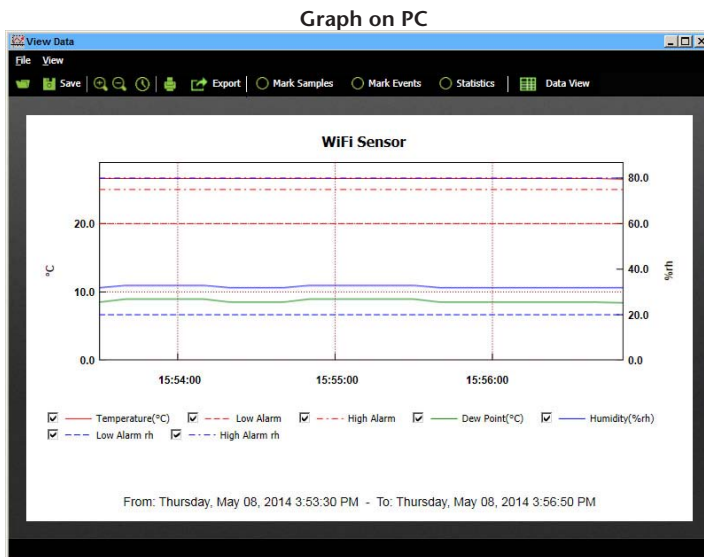 Graph on PC
View Data
File View
Save Export Mark Samples Mark Events Statistics Data View
WiFi Sensor
80.0
20.0 60.0
°C
40.0
%rh
10.0
20.0
0.0 0.0
15:54:00 15:55:00 15:56:00
Temperature(°C) Low Alarm High Alarm Dew Point(°C) Humidity(%rh)
Low Alarm rh High Alarm rh
From: Thursday, May 08, 2014 3:53:30 PM - To: Thursday, May 08, 2014 3:56:50 PM